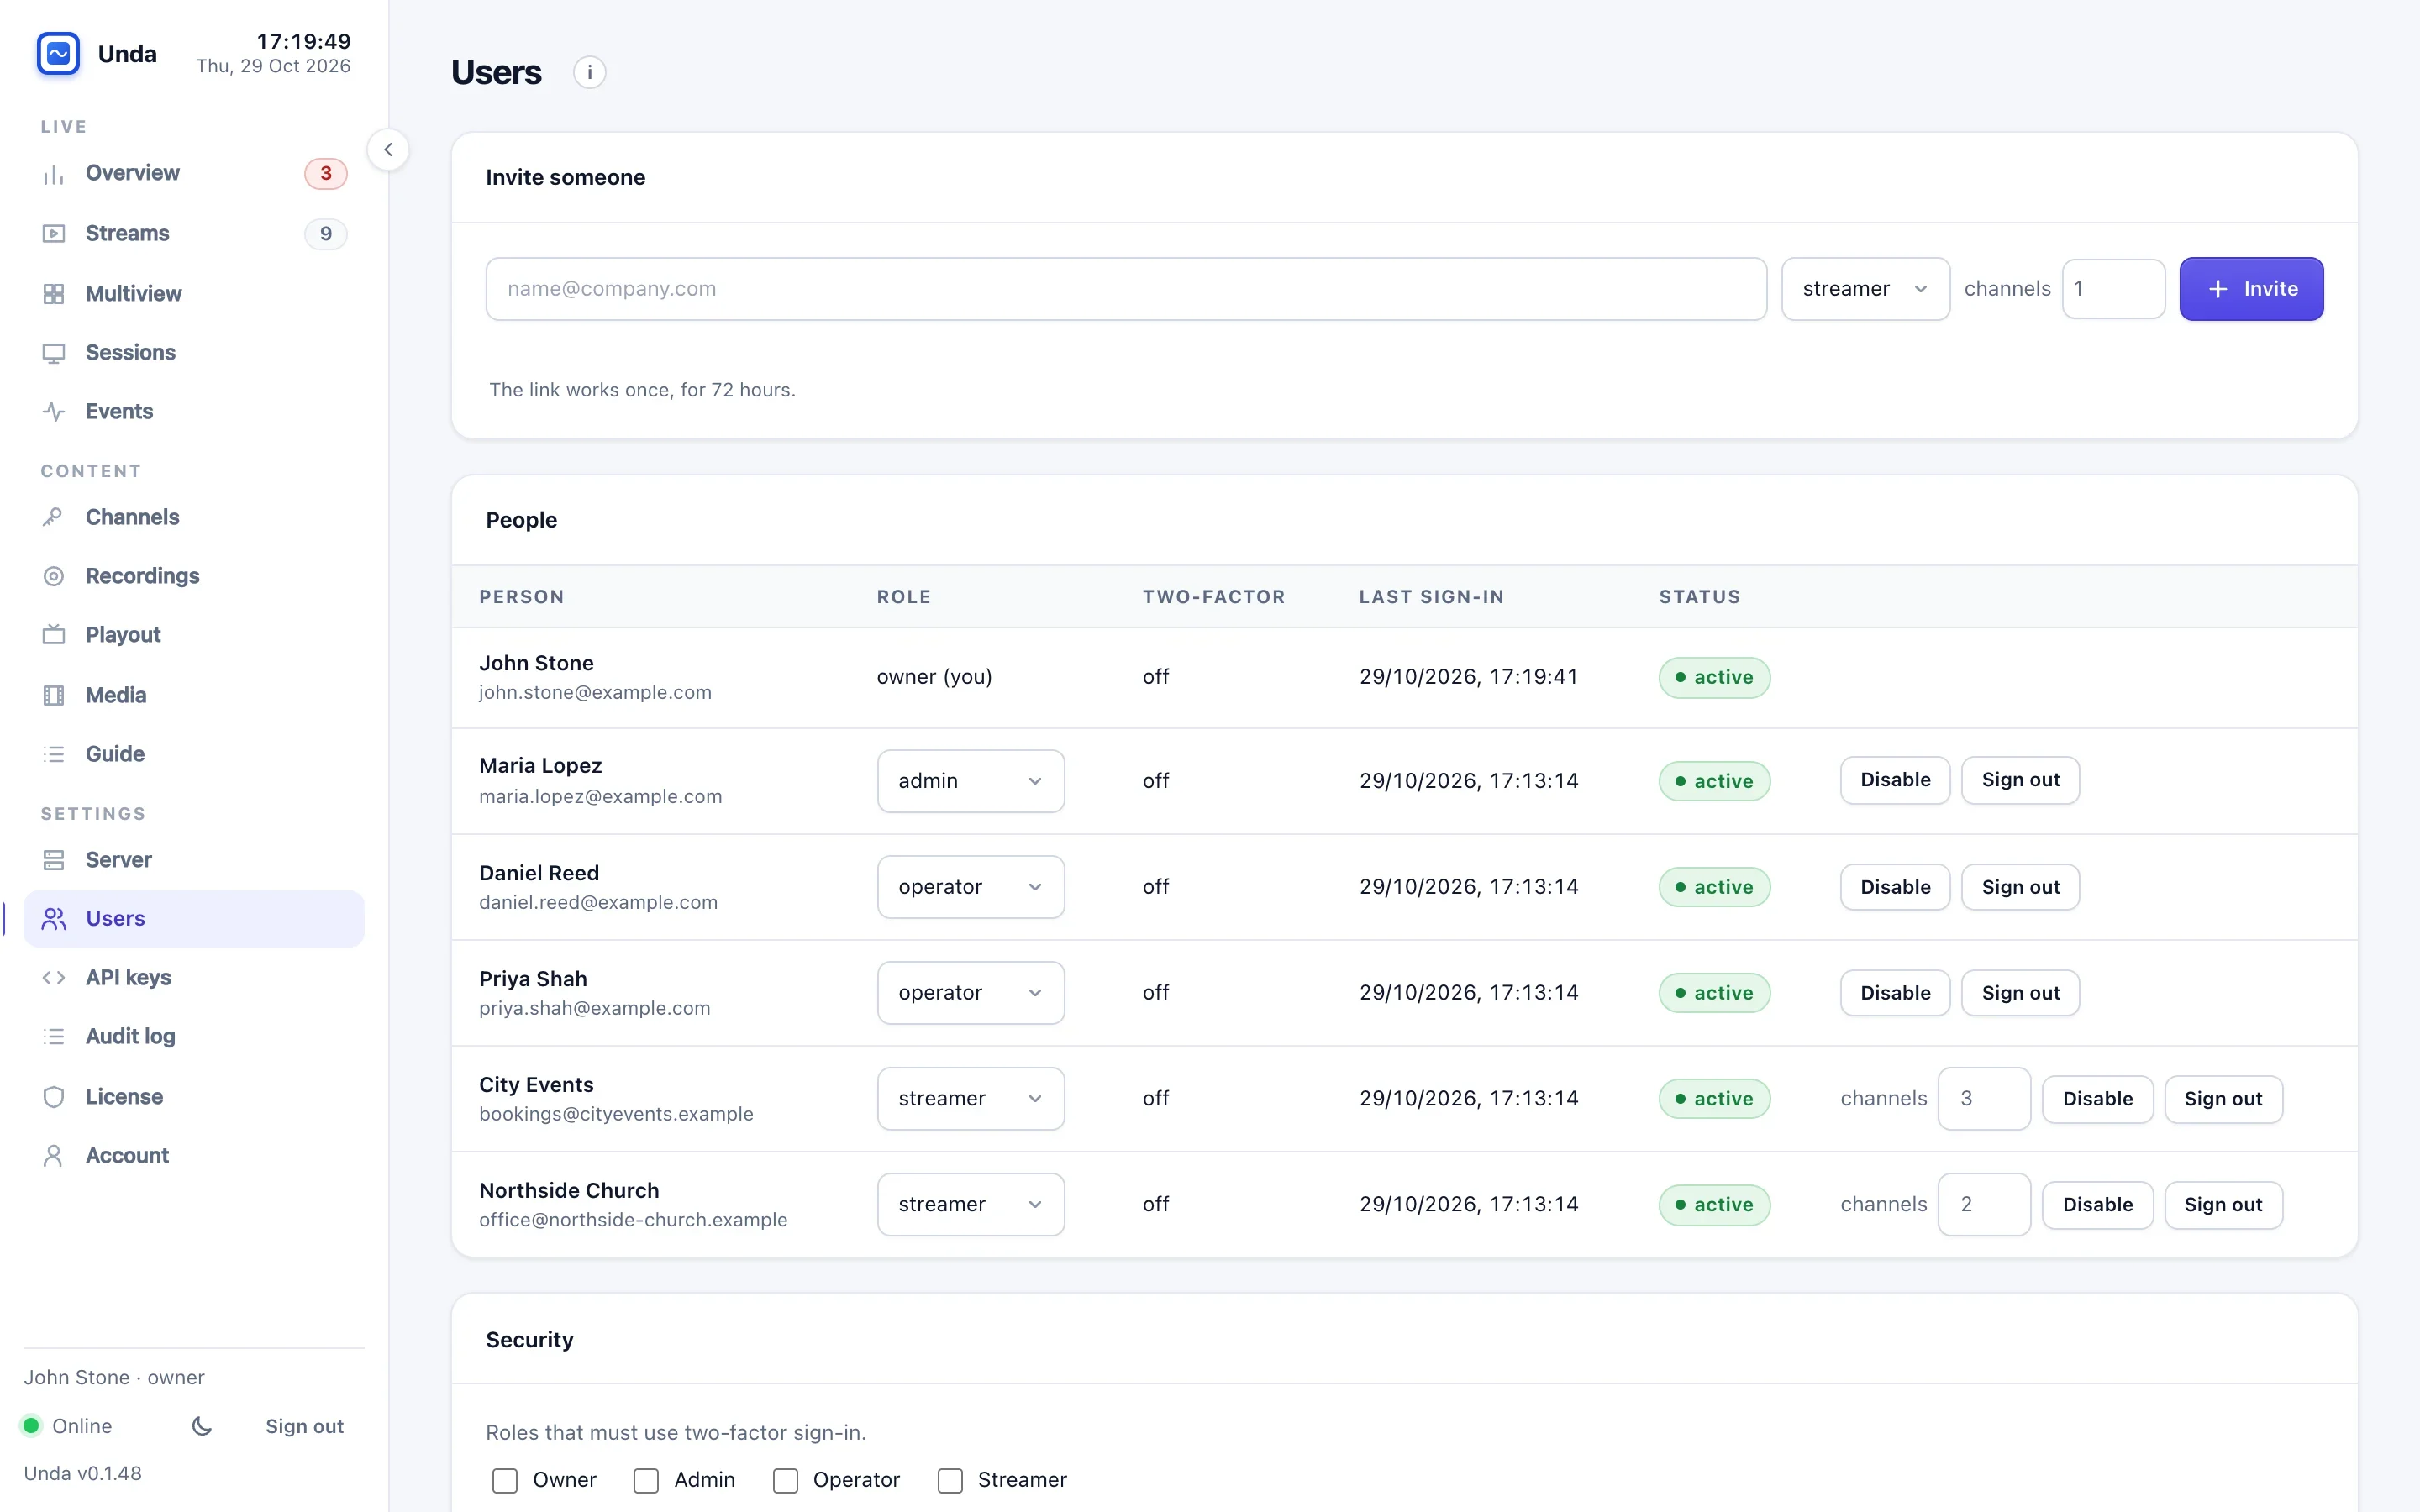 Unda
17:19:49
Thu, 29 Oct 2026
LIVE
Overview 3
Streams 9
Multiview
Sessions
Events
CONTENT
Channels
Recordings
Playout
Media
Guide
SETTINGS
Server
Users
API keys
Audit log
License
Account
John Stone · owner
Online Sign out
Unda v0.1.48
Users i
Invite someone
name@company.com streamer channels 1 + Invite
The link works once, for 72 hours.
People
PERSON ROLE TWO-FACTOR LAST SIGN-IN STATUS
John Stone
john.stone@example.com
owner (you) off 29/10/2026, 17:19:41 active
Maria Lopez
maria.lopez@example.com
admin off 29/10/2026, 17:13:14 active Disable Sign out
Daniel Reed
daniel.reed@example.com
operator off 29/10/2026, 17:13:14 active Disable Sign out
Priya Shah
priya.shah@example.com
operator off 29/10/2026, 17:13:14 active Disable Sign out
City Events
bookings@cityevents.example
streamer off 29/10/2026, 17:13:14 active channels 3 Disable Sign out
Northside Church
office@northside-church.example
streamer off 29/10/2026, 17:13:14 active channels 2 Disable Sign out
Security
Roles that must use two-factor sign-in.
Owner Admin Operator Streamer